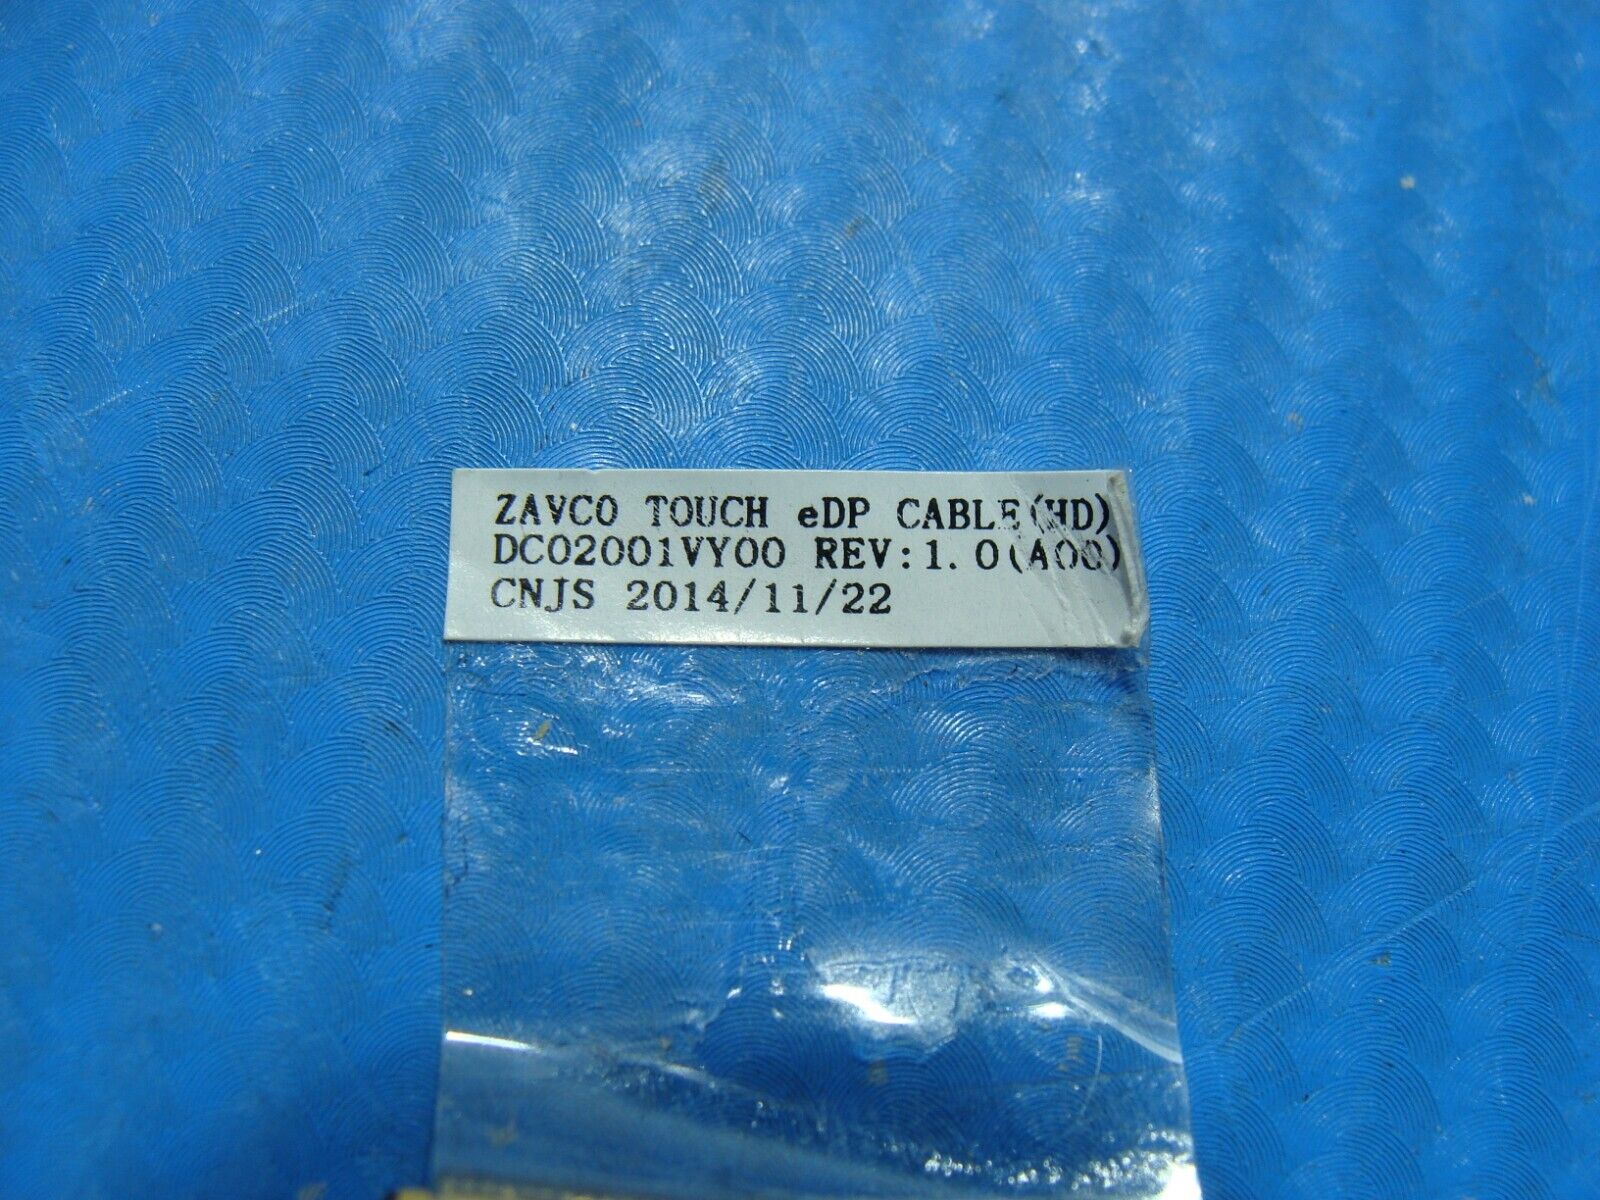 ZAVC0 TOUCH eDP CABLE(HD)
DC02001VY00 REV:1.0(A00)
CNJS 2014/11/22